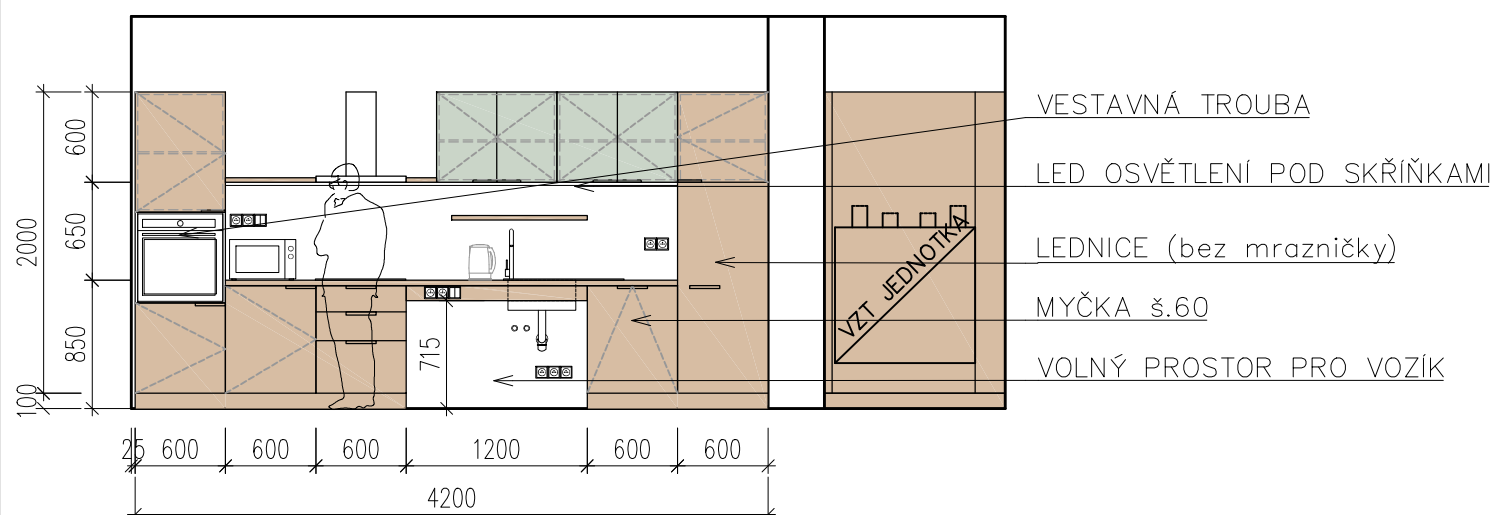 VESTAVNÁ TROUBA
LED OSVĚTLENÍ POD SKŘÍŇKAMI
LEDNICE (bez mrazničky)
MYČKA š.60
VOLNÝ PROSTOR PRO VOZÍK
VZT JEDNOTKA
600
650
850
2000
100
715
25
600
600
600
1200
600
600
4200